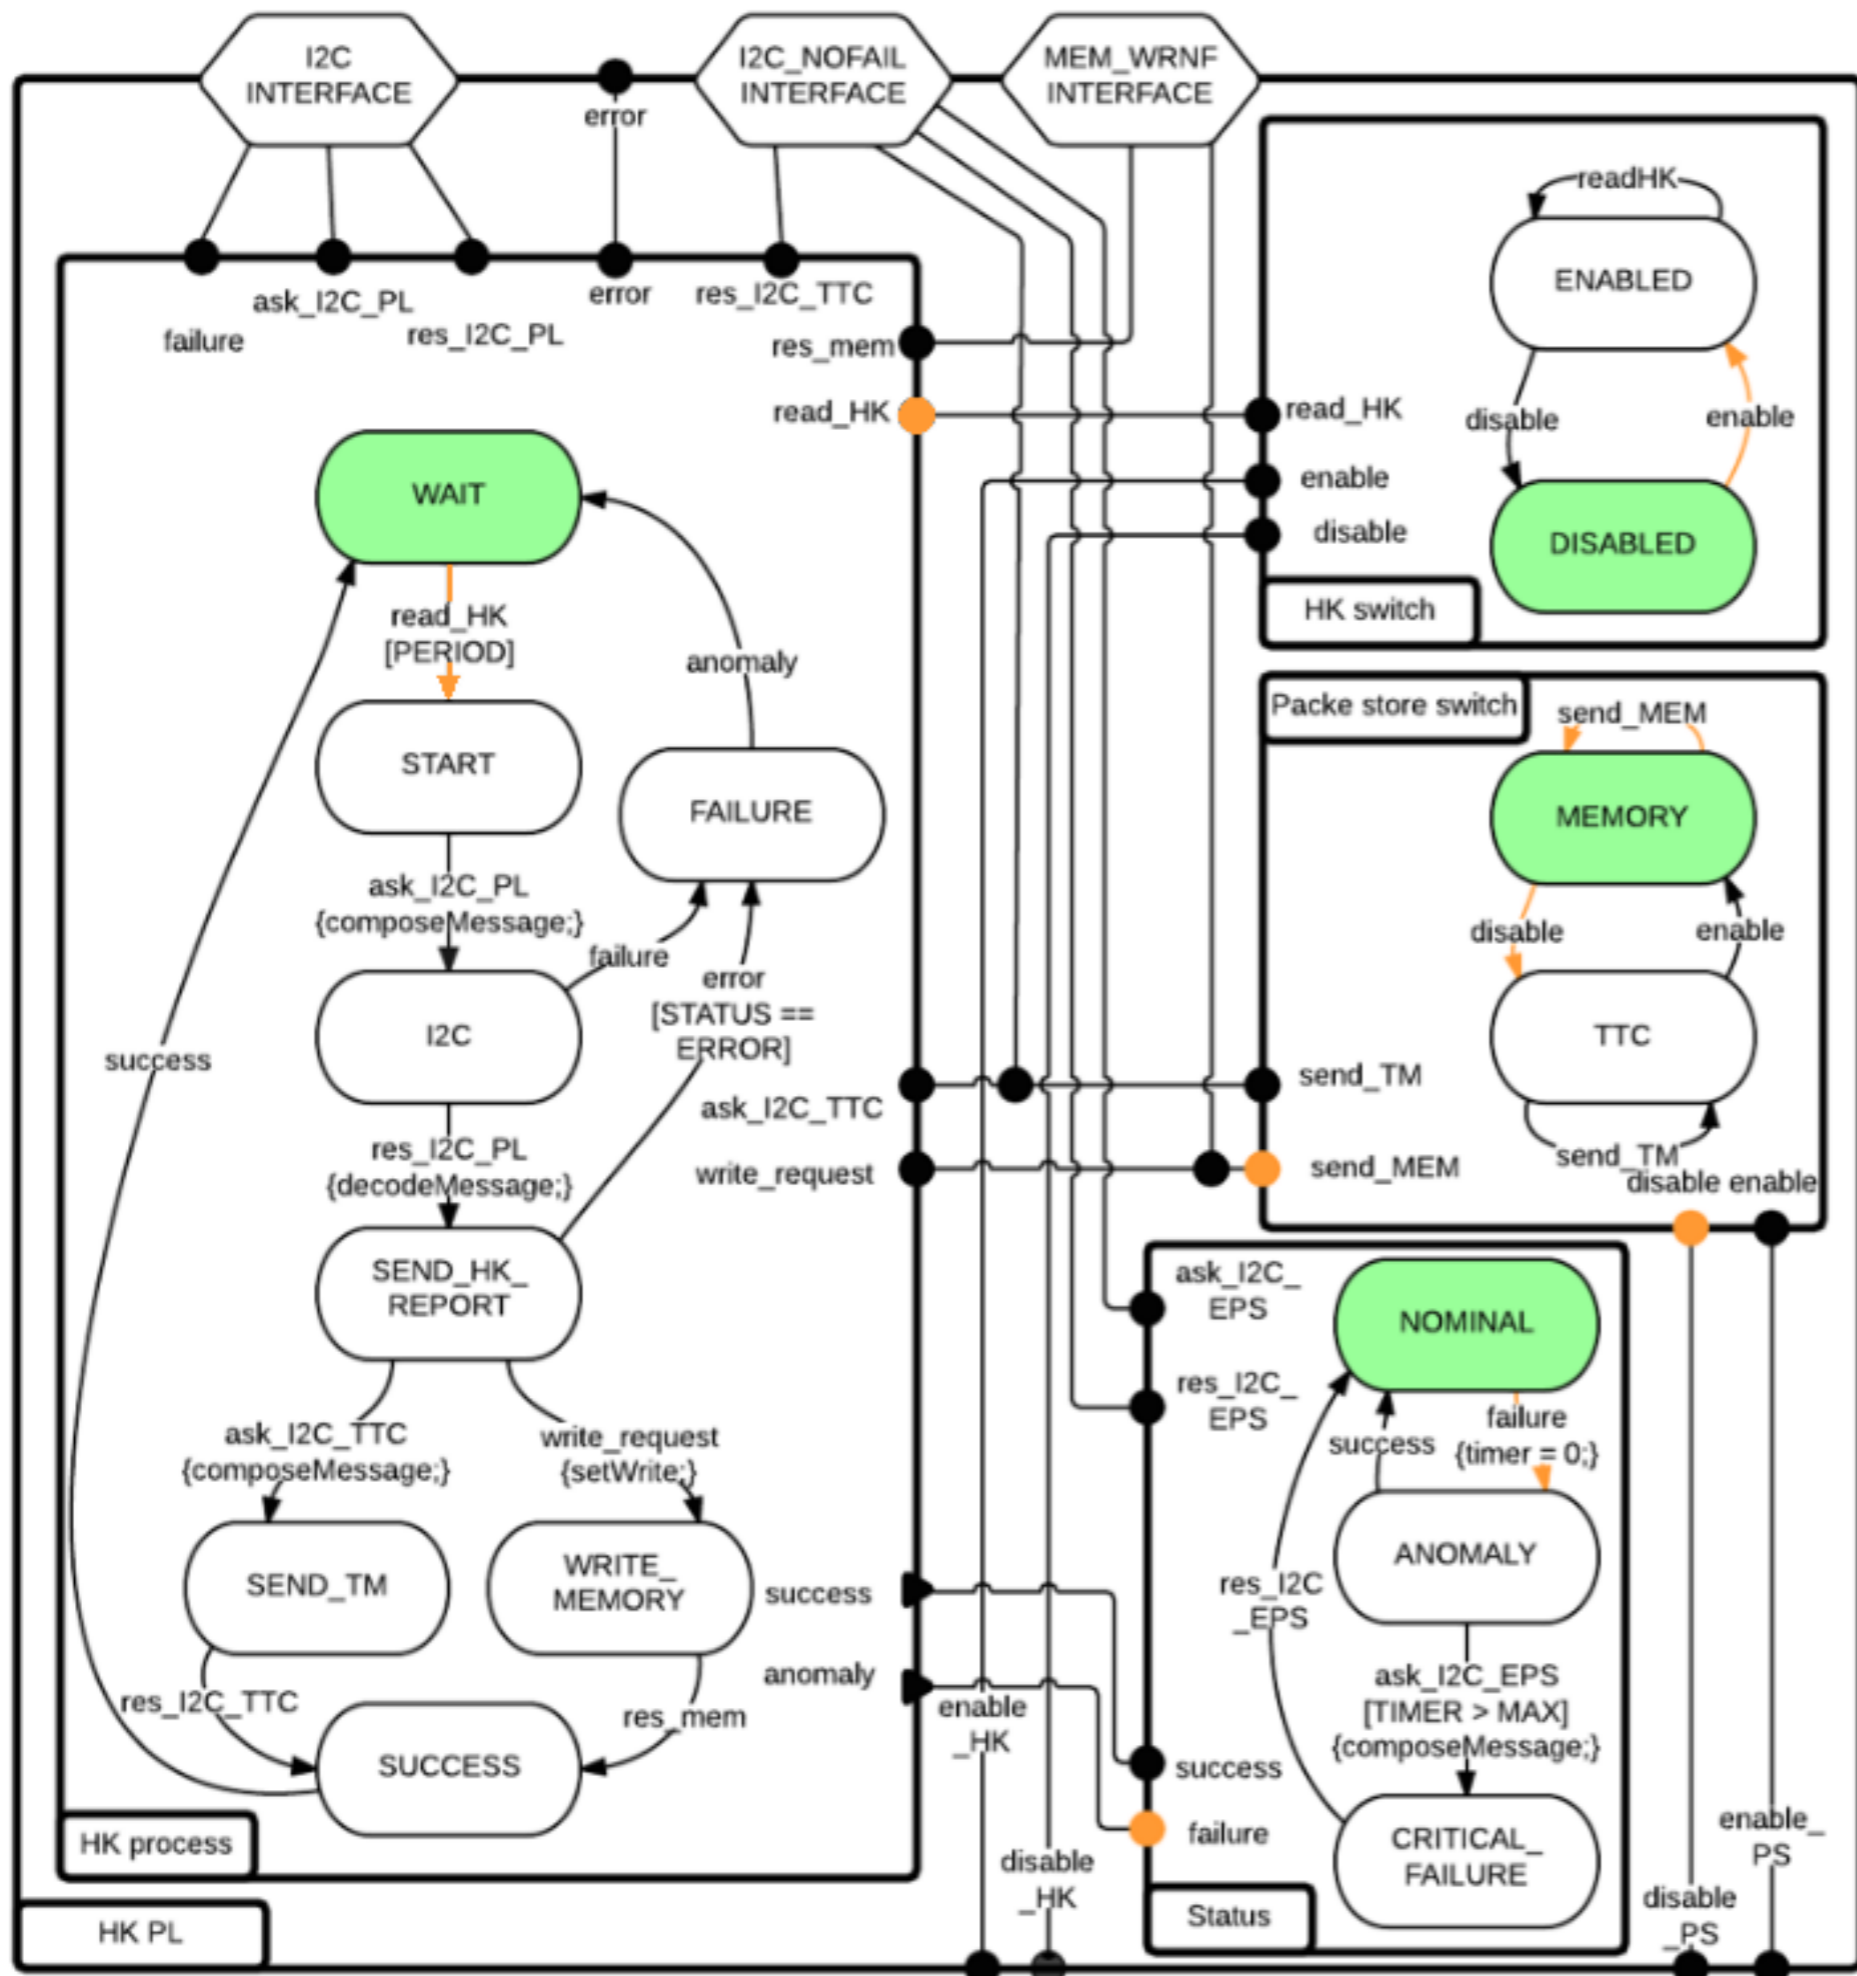 I2C
INTERFACE
error
I2C_NOFAIL
INTERFACE
MEM_WRNF
INTERFACE
failure
ask_I2C_PL
res_I2C_PL
error
res_I2C_TTC
res_mem
read_HK
WAIT
read_HK
[PERIOD]
START
anomaly
FAILURE
ask_I2C_PL
{composeMessage;}
failure
error
[STATUS ==
ERROR]
I2C
success
res_I2C_PL
{decodeMessage;}
ask_I2C_TTC
write_request
SEND_HK_
REPORT
ask_I2C_TTC
{composeMessage;}
write_request
{setWrite;}
SEND_TM
WRITE_
MEMORY
success
anomaly
res_I2C_TTC
res_mem
SUCCESS
HK process
HK PL
enable
_HK
disable
_HK
readHK
ENABLED
read_HK
enable
disable
disable
enable
DISABLED
HK switch
Packe store switch
send_MEM
MEMORY
disable
enable
TTC
send_TM
send_TM
send_MEM
disable enable
ask_I2C_
EPS
res_I2C_
EPS
NOMINAL
success
failure
{timer = 0;}
ANOMALY
res_I2C
_EPS
ask_I2C_EPS
[TIMER > MAX]
{composeMessage;}
success
failure
CRITICAL_
FAILURE
Status
disable
_PS
enable_
PS